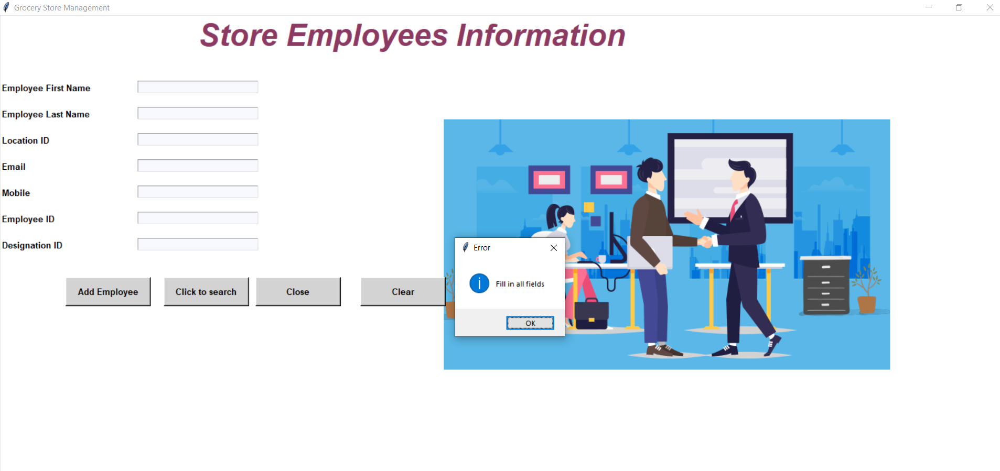 Grocery Store Management
Store Employees Information
Employee First Name
Employee Last Name
Location ID
Email
Mobile
Employee ID
Designation ID
Add Employee
Click to search
Close
Clear
Error
Fill in all fields
OK